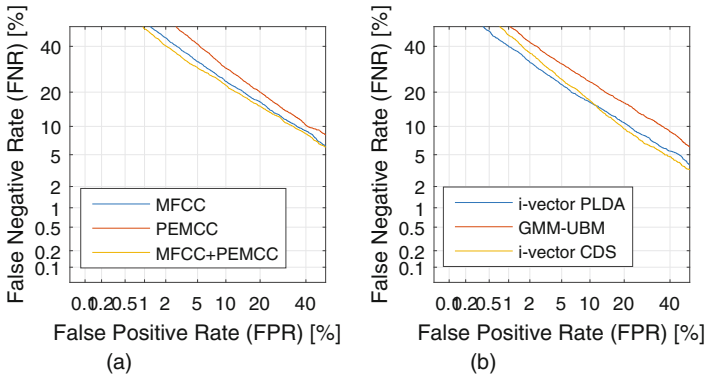 False Negative Rate (FNR) [%]
40
20
10
5
2
1
0.5
0.2
0.1
MFCC
PEMCC
MFCC+PEMCC
0.1 0.2 0.5 1 2 5 10 20 40
False Positive Rate (FPR) [%]
(a)
False Negative Rate (FNR) [%]
40
20
10
5
2
1
0.5
0.2
0.1
i-vector PLDA
GMM-UBM
i-vector CDS
0.1 0.2 0.5 1 2 5 10 20 40
False Positive Rate (FPR) [%]
(b)